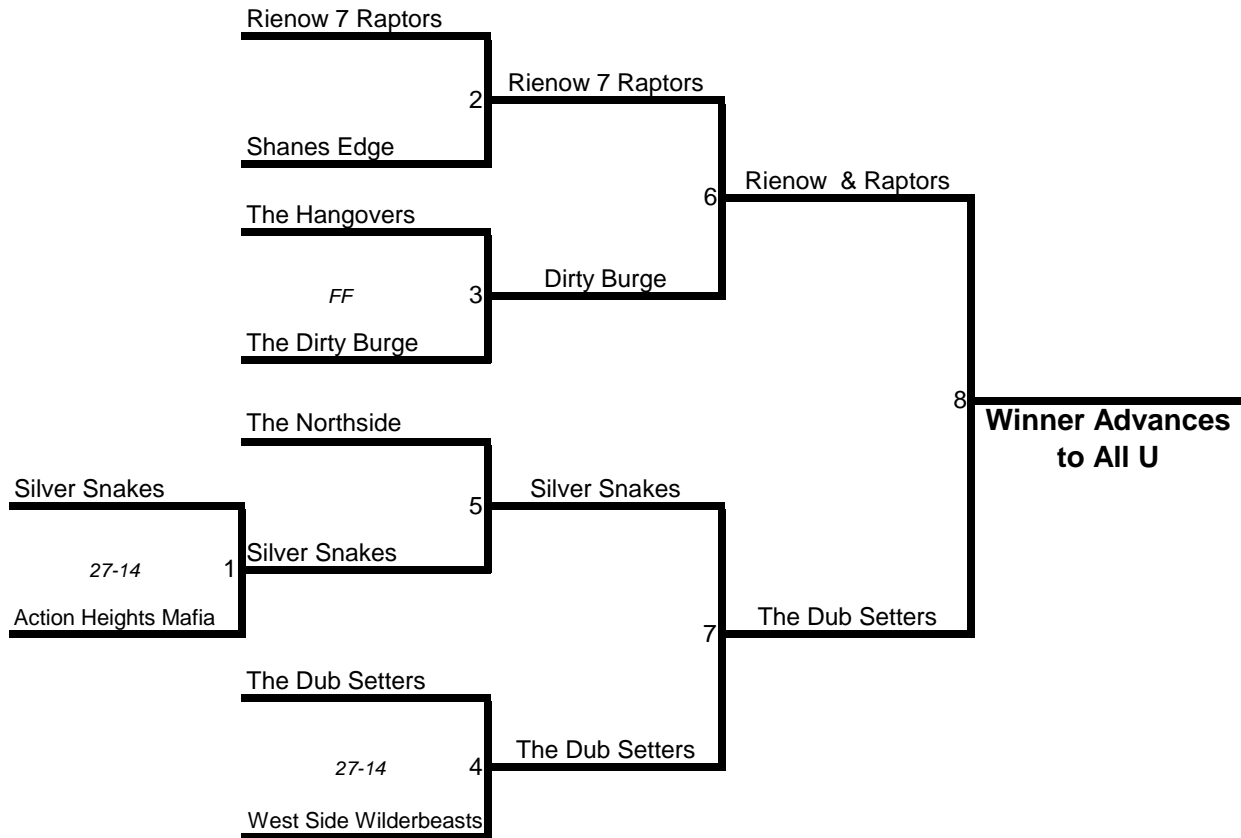 Rienow 7 Raptors
Rienow 7 Raptors
2
Shanes Edge
Rienow & Raptors
6
The Hangovers
Dirty Burge
FF
3
The Dirty Burge
8
The Northside
Winner Advances
to All U
Silver Snakes
Silver Snakes
5
Silver Snakes
27-14
1
Action Heights Mafia
The Dub Setters
7
The Dub Setters
The Dub Setters
27-14
4
West Side Wilderbeasts